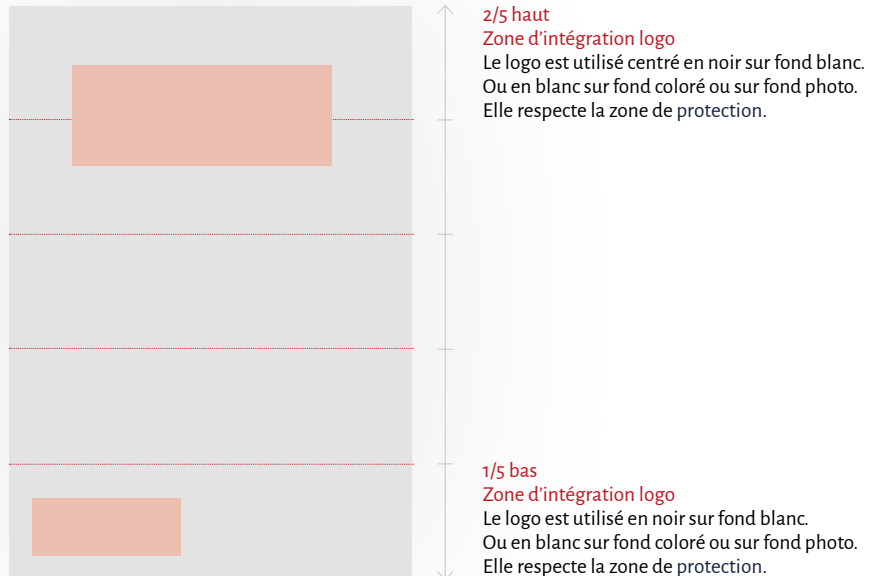 2/5 haut
Zone d’intégration logo
Le logo est utilisé centré en noir sur fond blanc.
Ou en blanc sur fond coloré ou sur fond photo.
Elle respecte la zone de protection.
1/5 bas
Zone d’intégration logo
Le logo est utilisé en noir sur fond blanc.
Ou en blanc sur fond coloré ou sur fond photo.
Elle respecte la zone de protection.